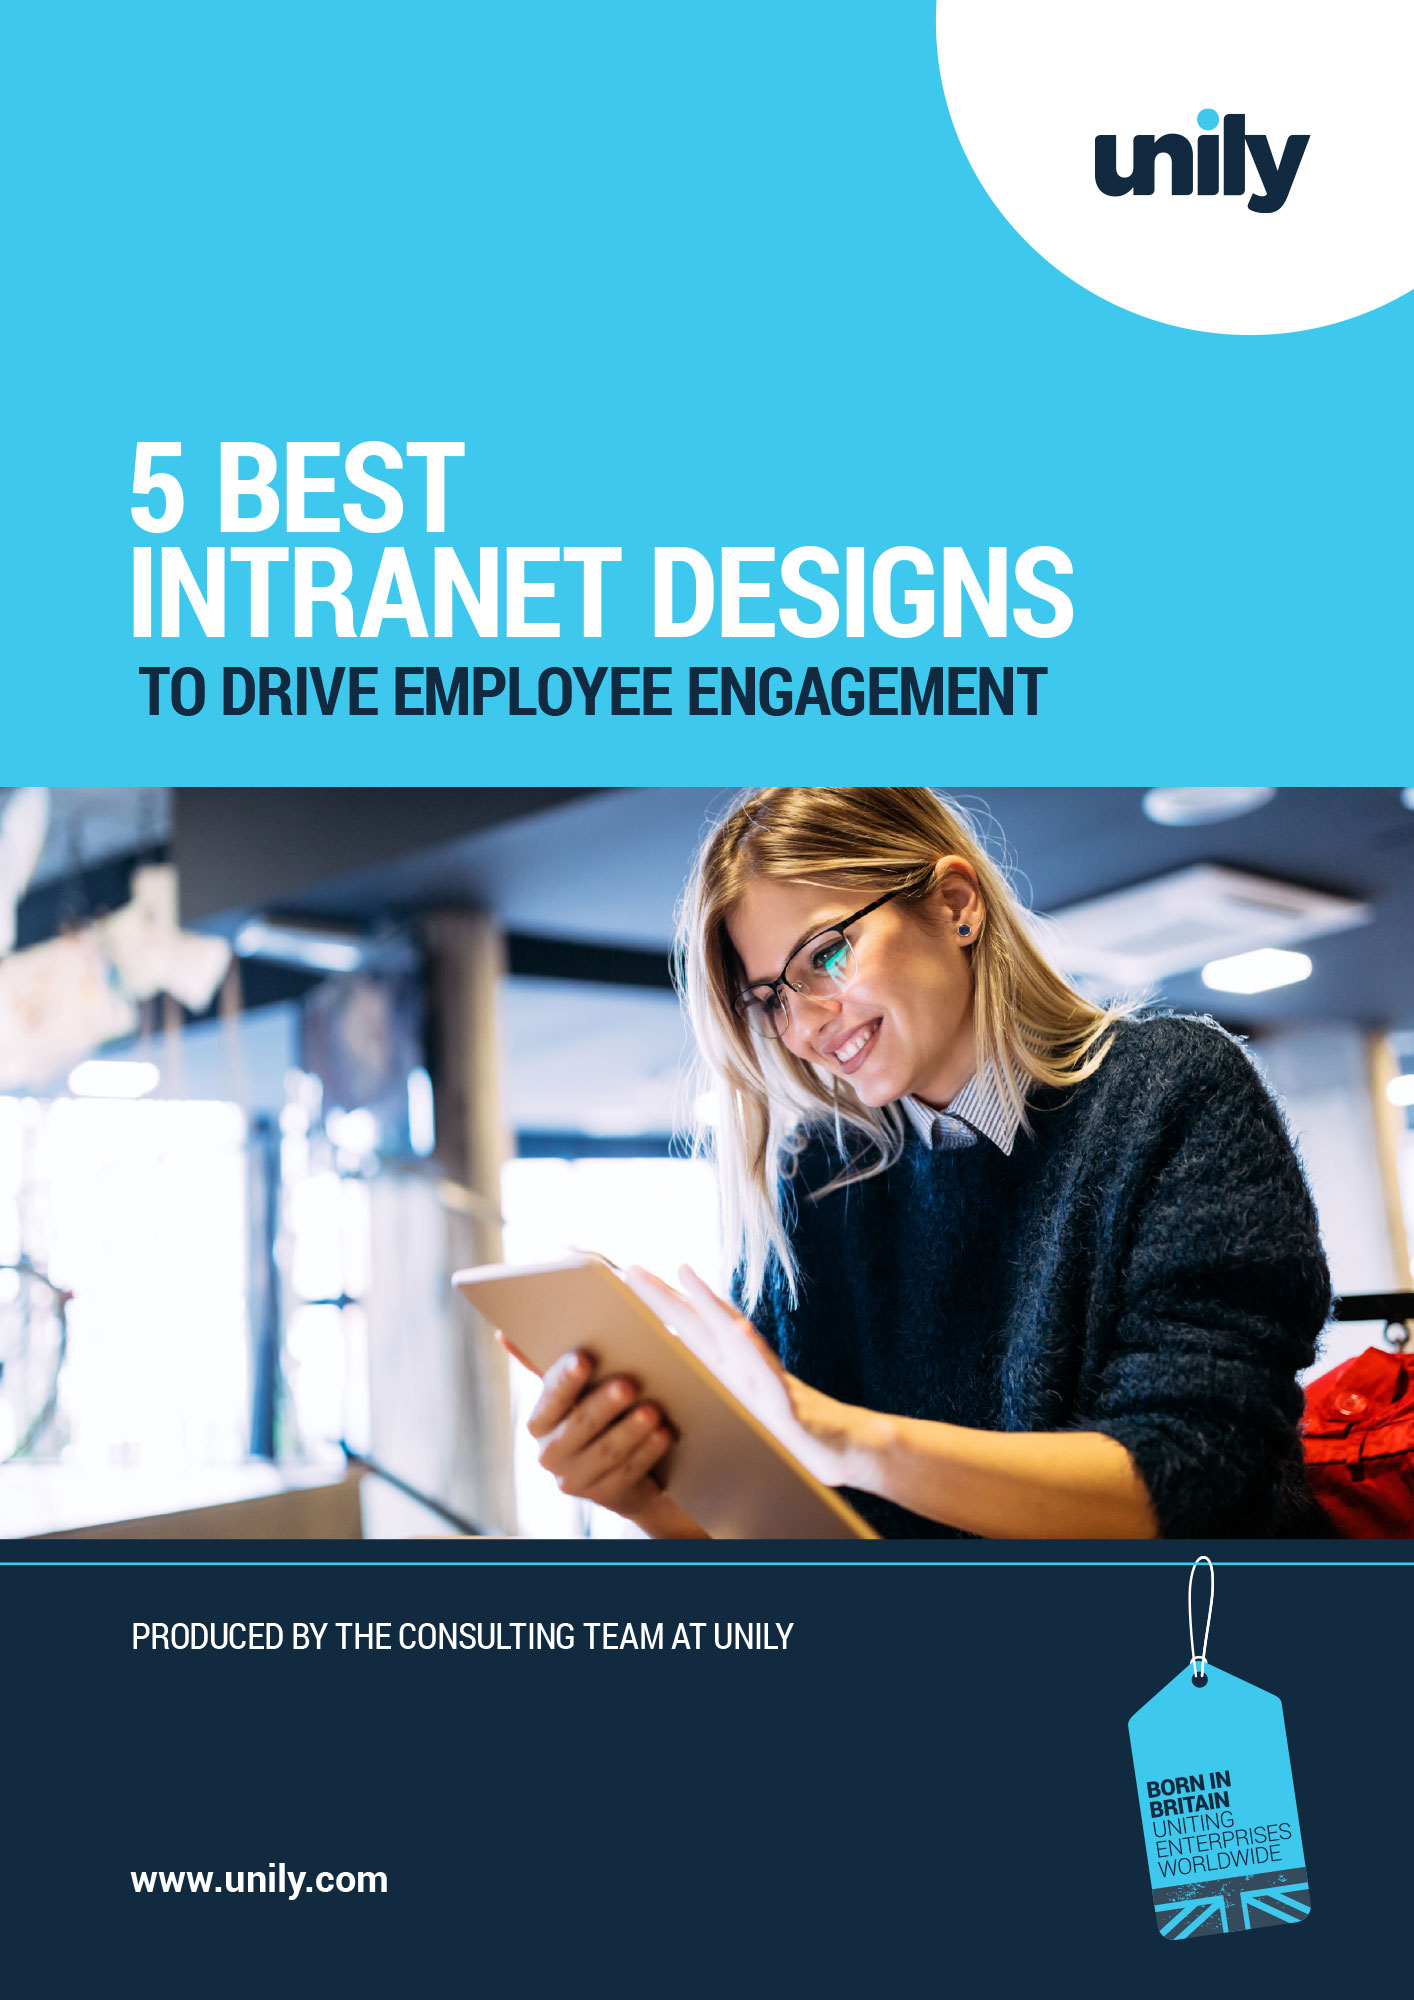 unily
5 BEST
INTRANET DESIGNS
TO DRIVE EMPLOYEE ENGAGEMENT
PRODUCED BY THE CONSULTING TEAM AT UNILY
BORN IN
BRITAIN
UNITING
ENTERPRISES
WORLDWIDE
www.unily.com